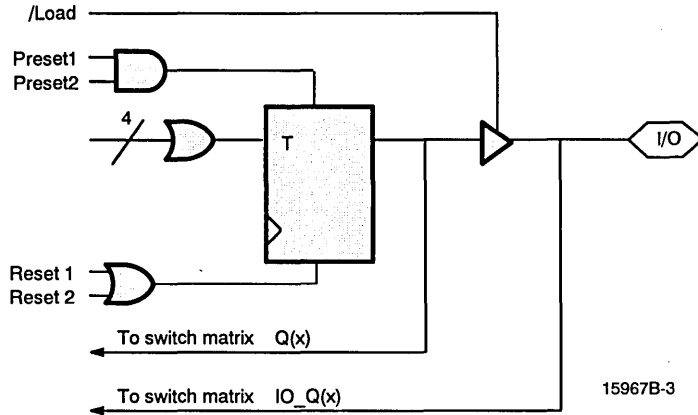 /Load
Preset1
Preset2
4
T
I/O
Reset 1
Reset 2
To switch matrix Q(x)
To switch matrix IO_Q(x)
15967B-3